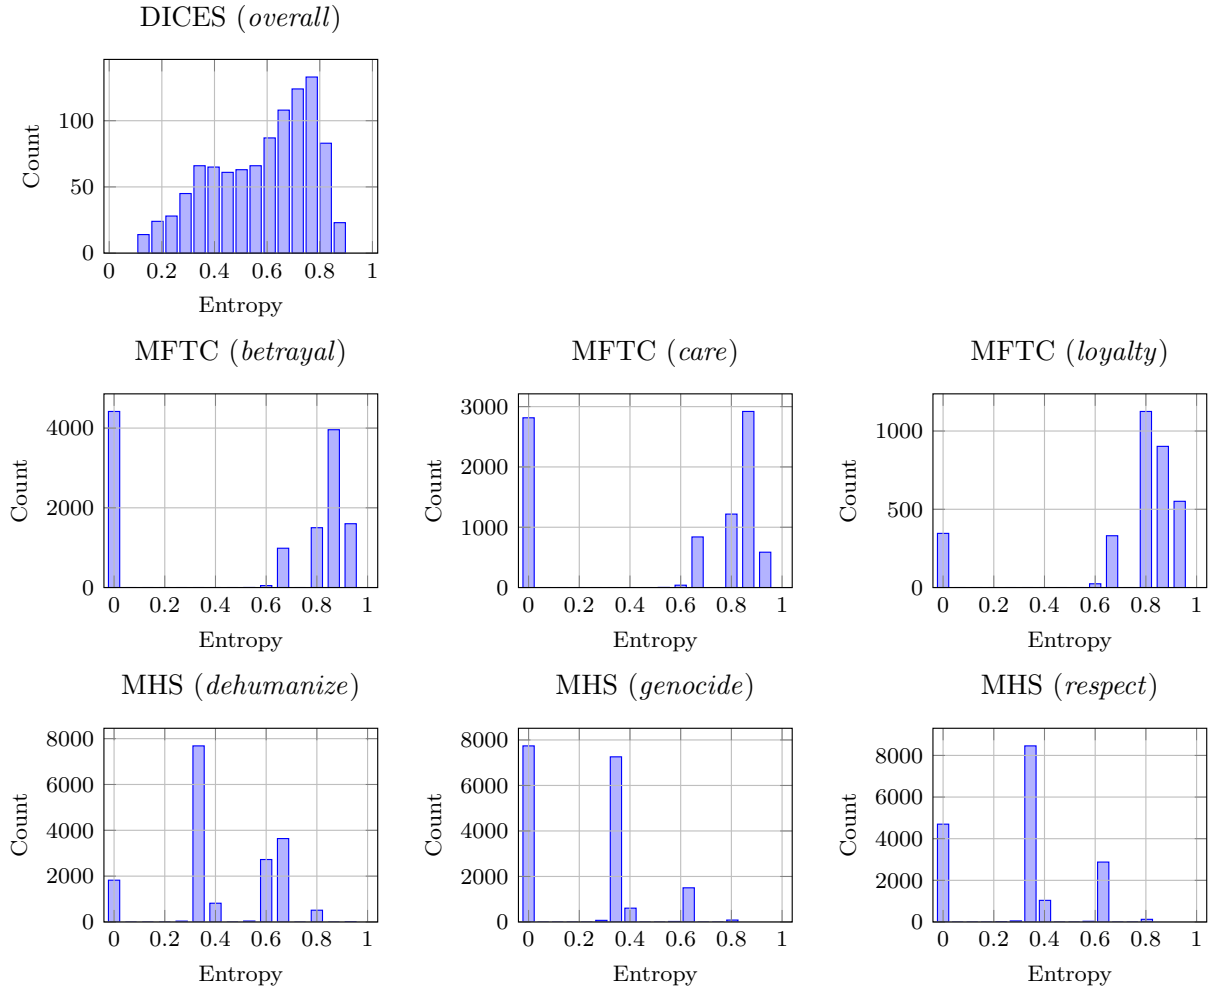 DICES (overall)
100
50
0
Count
0 0.2 0.4 0.6 0.8 1
Entropy
MFTC (betrayal) MFTC (care) MFTC (loyalty)
4000
2000
0
Count
0 0.2 0.4 0.6 0.8 1
Entropy
3000
2000
1000
0
Count
0 0.2 0.4 0.6 0.8 1
Entropy
1000
500
0
Count
0 0.2 0.4 0.6 0.8 1
Entropy
MHS (dehumanize) MHS (genocide) MHS (respect)
8000
6000
4000
2000
0
Count
0 0.2 0.4 0.6 0.8 1
Entropy
8000
6000
4000
2000
0
Count
0 0.2 0.4 0.6 0.8 1
Entropy
8000
6000
4000
2000
0
Count
0 0.2 0.4 0.6 0.8 1
Entropy